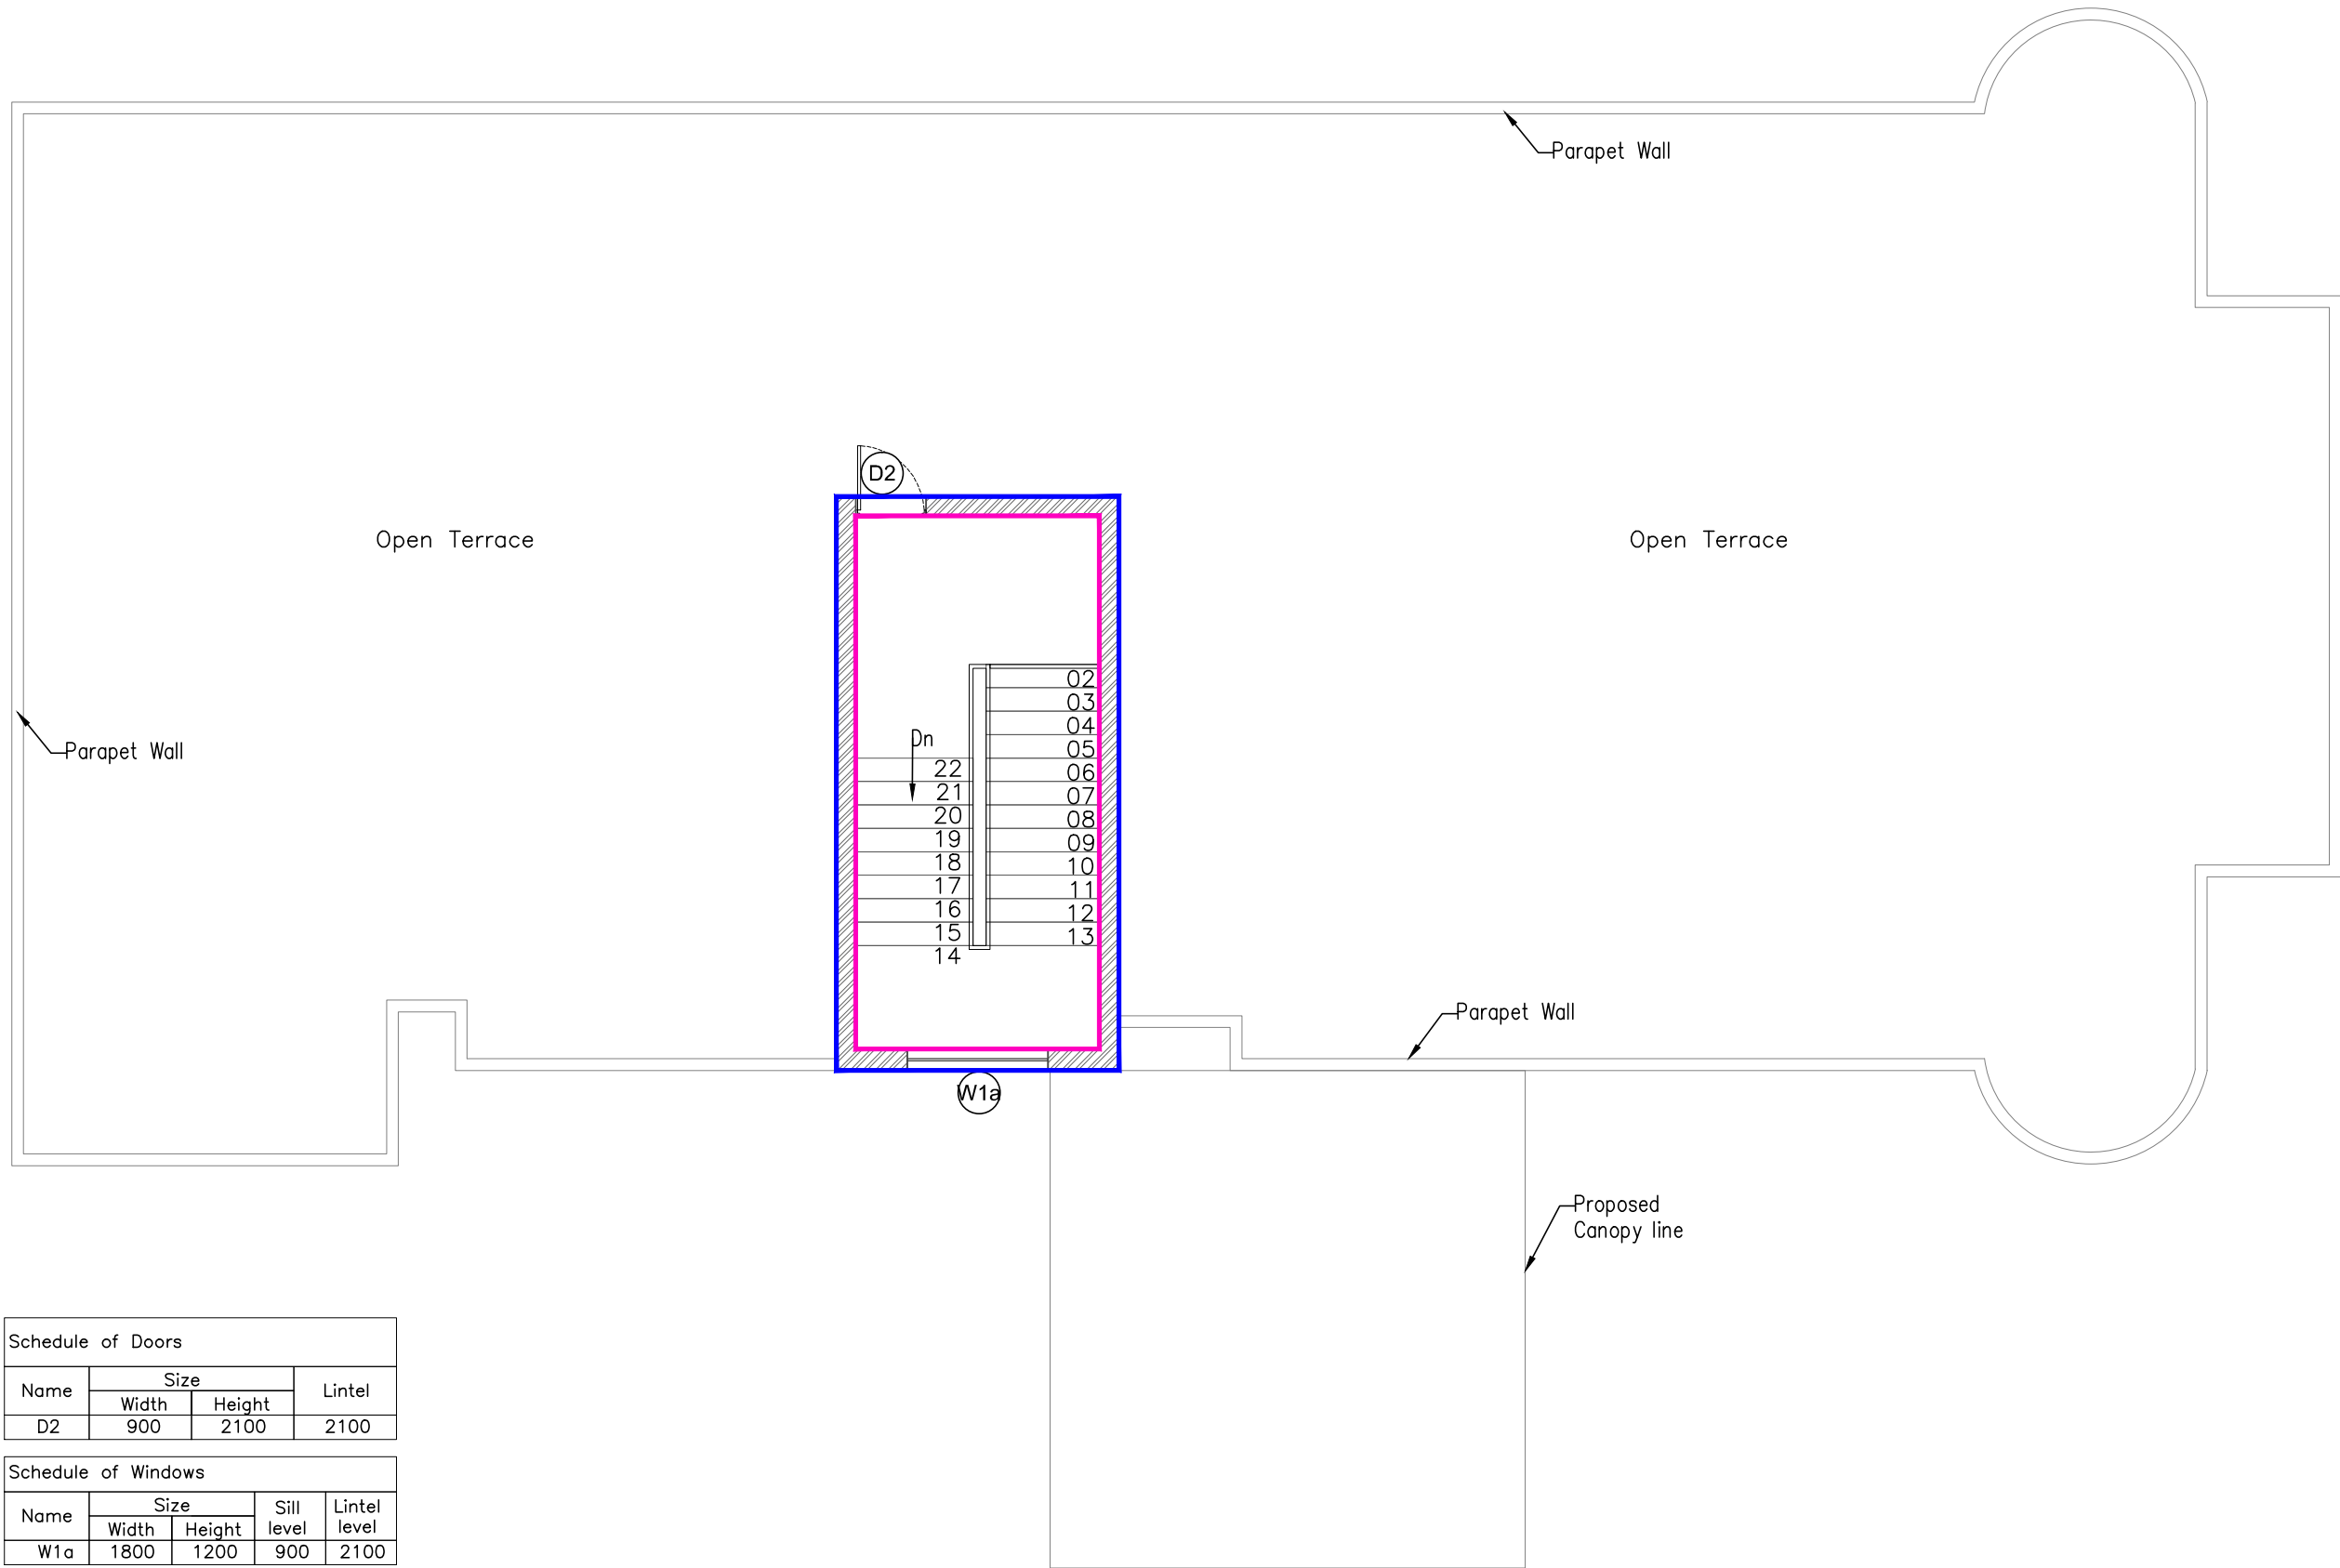 Parapet Wall
D2
Open Terrace
Open Terrace
Parapet Wall
Dn
02
03
04
05
06
07
08
09
10
11
12
13
22
21
20
19
18
17
16
15
14
Parapet Wall
W1a
Proposed
Canopy line
Schedule of Doors
Name Size Lintel
Width Height
D2 900 2100 2100
Schedule of Windows
Name Size Sill level Lintel level
Width Height
W1a 1800 1200 900 2100